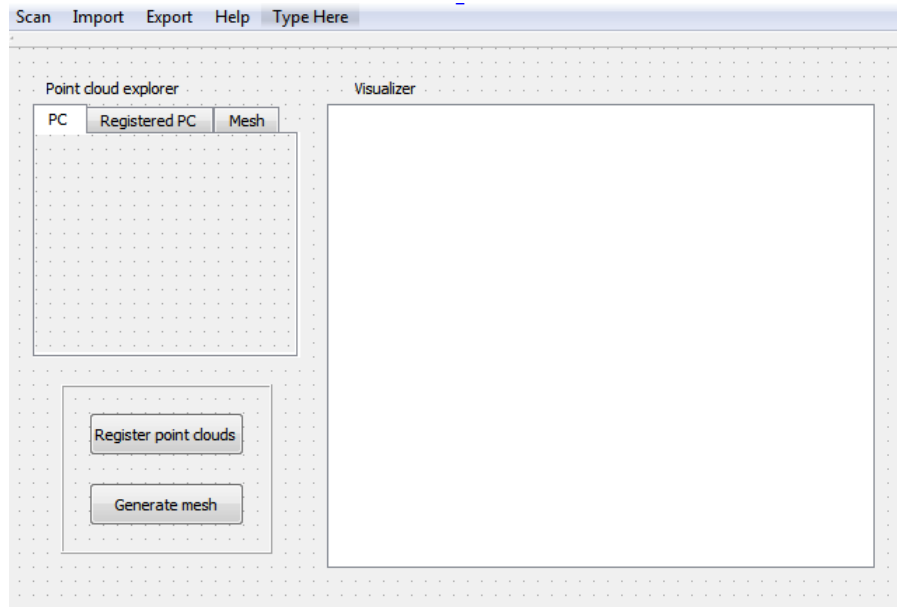 Scan Import Export Help Type Here
Point cloud explorer
Visualizer
PC Registered PC Mesh
Register point clouds
Generate mesh